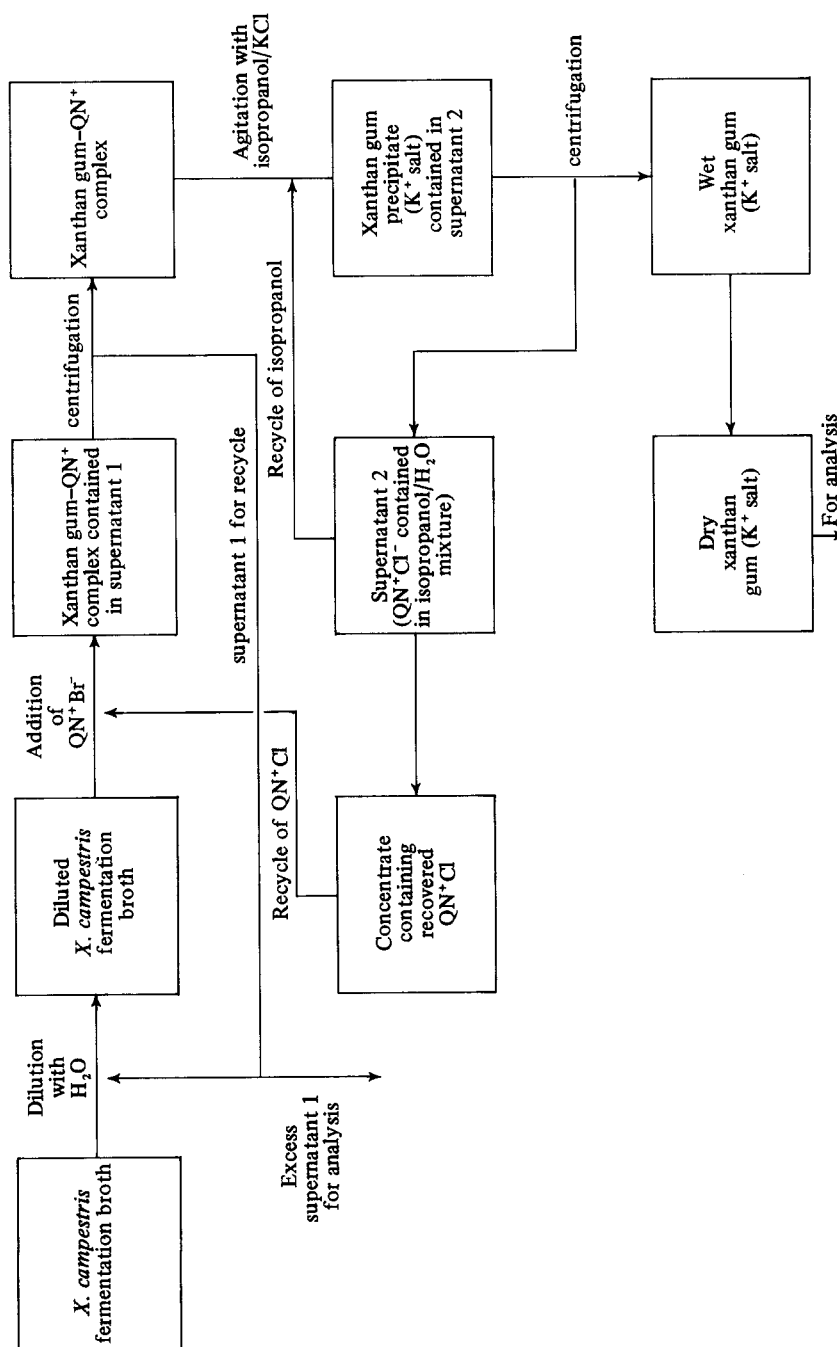 X. campestris
fermentation broth
Dilution
with
H₂O
Diluted
X. campestris
fermentation
broth
Addition
of
QN⁺Br⁻
Xanthan gum–QN⁺
complex contained
in supernatant 1
centrifugation
Xanthan gum–QN⁺
complex
supernatant 1 for recycle
Excess
supernatant 1
for analysis
Agitation with
isopropanol/KCl
Recycle of isopropanol
Recycle of QN⁺Cl
Concentrate
containing
recovered
QN⁺Cl
Supernatant 2
(QN⁺Cl⁻ contained
in isopropanol/H₂O
mixture)
Xanthan gum
precipitate
(K⁺ salt)
contained in
supernatant 2
centrifugation
Wet
xanthan gum
(K⁺ salt)
Dry
xanthan
gum (K⁺ salt)
For analysis